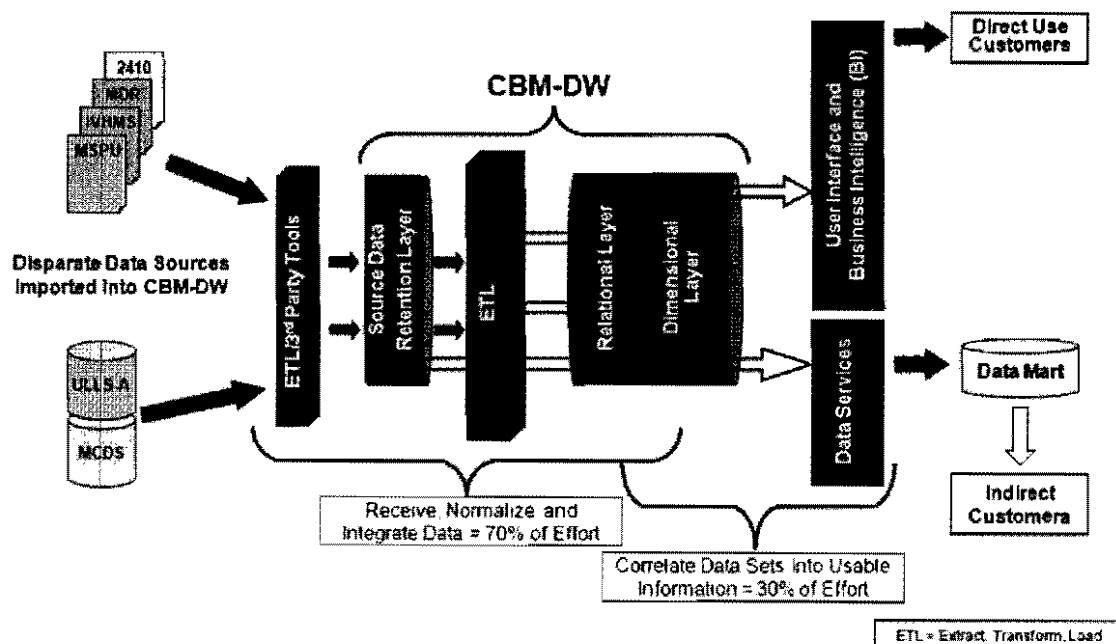 CBM-DW
2410
MDR
IVHMS
MSPU
Disparate Data Sources
Imported Into CBM-DW
ULLS-A
MCDS
ETL/3rd Party Tools
Source Data
Retention Layer
ETL
Relational Layer
Dimensional
Layer
User Interface and
Business Intelligence (BI)
Data Services
Direct Use
Customers
Data Mart
Indirect
Customers
Receive, Normalize and
Integrate Data = 70% of Effort
Correlate Data Sets Into Usable
Information = 30% of Effort
ETL = Extract, Transform, Load